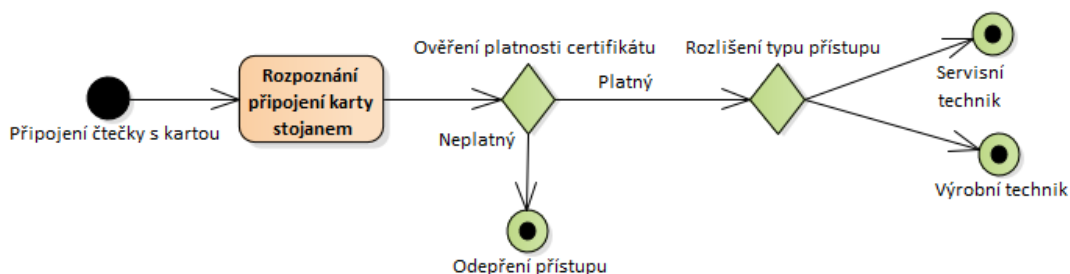 Připojení čtečky s kartou
Rozpoznání
připojení karty
stojanem
Ověření platnosti certifikátu
Platný
Neplatný
Odepření přístupu
Rozlišení typu přístupu
Servisní
technik
Výrobní technik